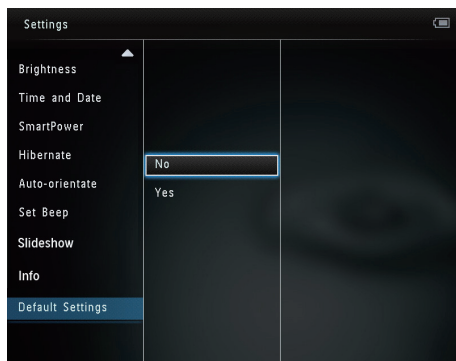 Settings
Brightness
Time and Date
SmartPower
Hibernate
Auto-orientate
Set Beep
Slideshow
Info
Default Settings
No
Yes